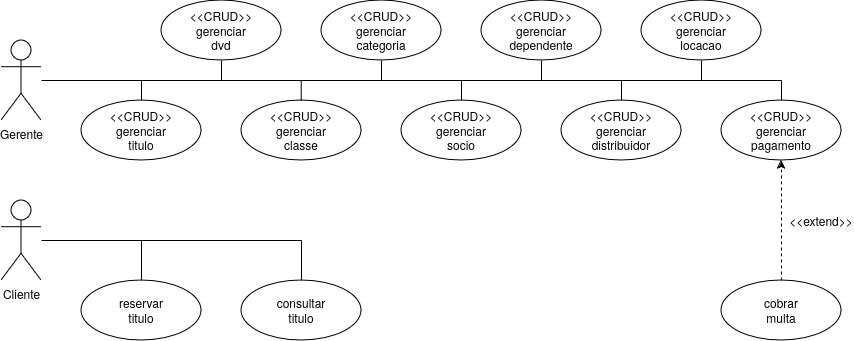 <<CRUD>>
gerenciar
dvd
<<CRUD>>
gerenciar
categoria
<<CRUD>>
gerenciar
dependente
<<CRUD>>
gerenciar
locacao
Gerente
<<CRUD>>
gerenciar
titulo
<<CRUD>>
gerenciar
classe
<<CRUD>>
gerenciar
socio
<<CRUD>>
gerenciar
distribuidor
<<CRUD>>
gerenciar
pagamento
<<extend>>
Cliente
reservar
titulo
consultar
titulo
cobrar
multa